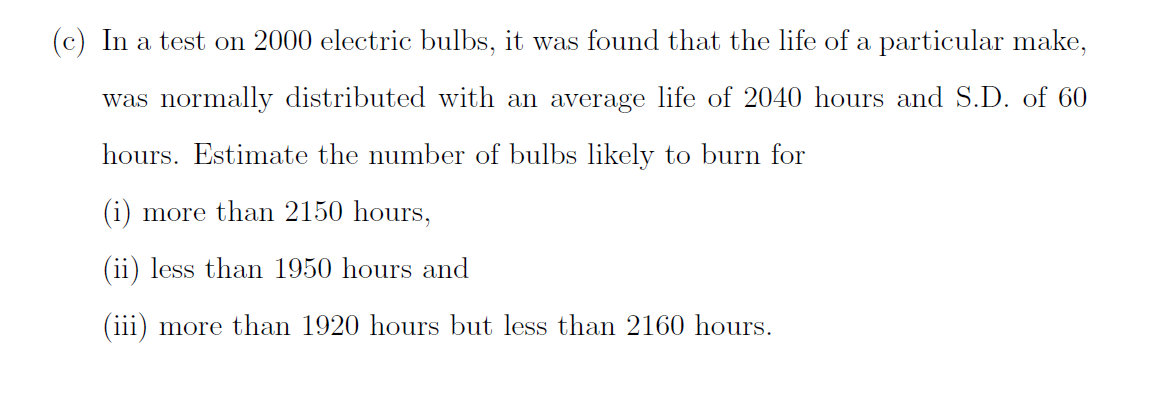 (c) In a test on 2000 electric bulbs, it was found that the life of a particular make,
was normally distributed with an average life of 2040 hours and S.D. of 60
hours. Estimate the number of bulbs likely to burn for
(i) more than 2150 hours,
(ii) less than 1950 hours and
(iii) more than 1920 hours but less than 2160 hours.